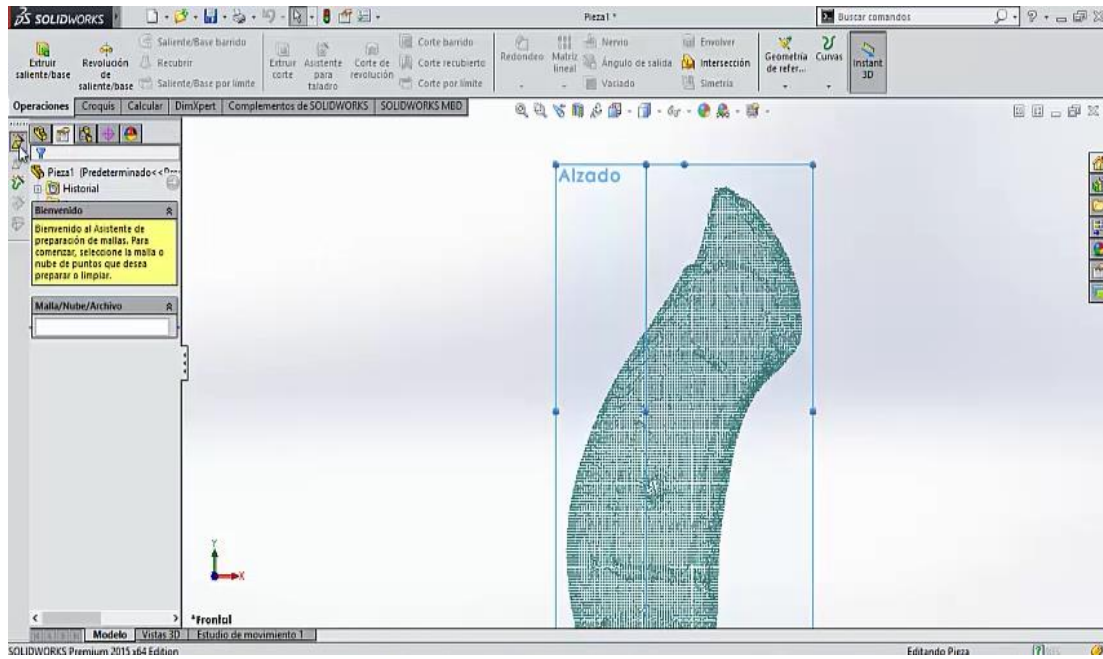 SOLIDWORKS
Pieza1 *
Buscar comandos
Extruir saliente/base
Revolución de saliente/base
Saliente/Base barrido
Recubrir
Saliente/Base por límite
Extruir corte
Asistente para taladro
Corte de revolución
Corte barrido
Corte recubierto
Corte por límite
Redondeo
Matriz lineal
Nervio
Ángulo de salida
Vaciado
Envolver
Intersección
Simetría
Geometría de refer...
Curvas
Instant 3D
Operaciones
Croquis
Calcular
DimXpert
Complementos de SOLIDWORKS
SOLIDWORKS MBD
Pieza1 (Predeterminado<<Pre
Historial
Bienvenido
Bienvenido al Asistente de
preparación de mallas. Para
comenzar, seleccione la malla o
nube de puntos que desea
preparar o limpiar.
Malla/Nube/Archivo
Alzado
Y
X
*Frontal
Modelo
Vistas 3D
Estudio de movimiento 1
SOLIDWORKS Premium 2015 x64 Edition
Editando Pieza